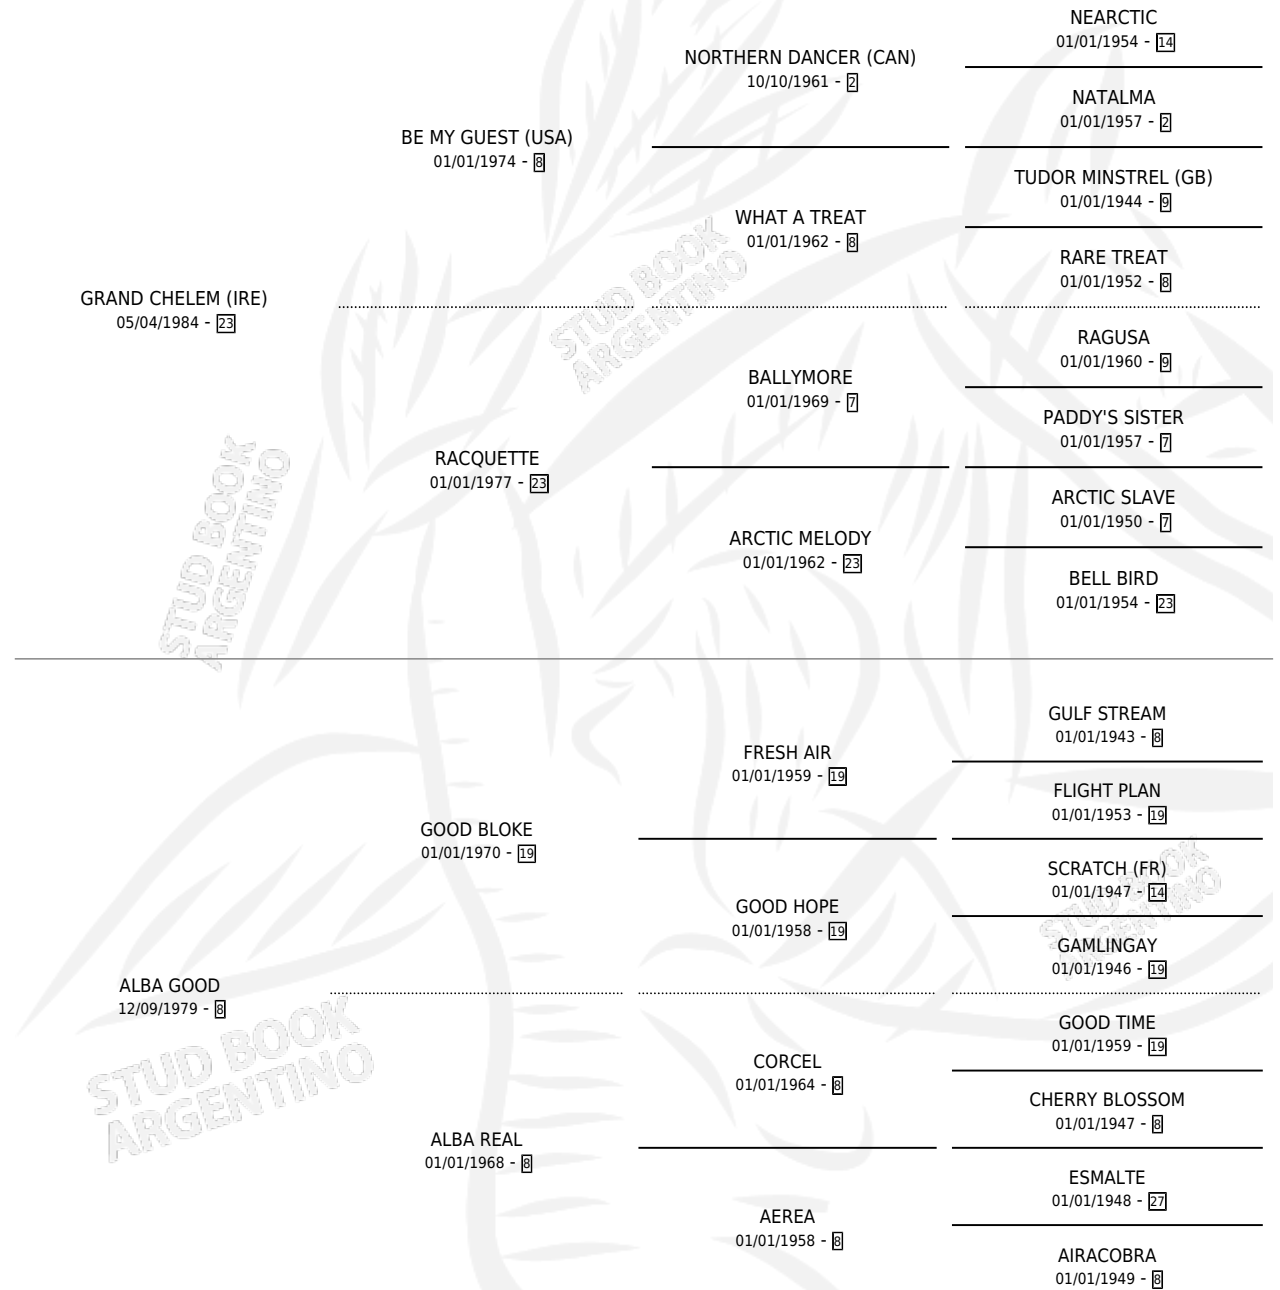 NEARCTIC
01/01/1954 - 14
NORTHERN DANCER (CAN)
10/10/1961 - 2
NATALMA
01/01/1957 - 2
BE MY GUEST (USA)
01/01/1974 - 8
TUDOR MINSTREL (GB)
01/01/1944 - 9
WHAT A TREAT
01/01/1962 - 8
RARE TREAT
01/01/1952 - 8
GRAND CHELEM (IRE)
05/04/1984 - 23
RAGUSA
01/01/1960 - 9
BALLYMORE
01/01/1969 - 7
PADDY'S SISTER
01/01/1957 - 7
RACQUETTE
01/01/1977 - 23
ARCTIC SLAVE
01/01/1950 - 7
ARCTIC MELODY
01/01/1962 - 23
BELL BIRD
01/01/1954 - 23
GULF STREAM
01/01/1943 - 8
FRESH AIR
01/01/1959 - 19
FLIGHT PLAN
01/01/1953 - 19
GOOD BLOKE
01/01/1970 - 19
SCRATCH (FR)
01/01/1947 - 14
GOOD HOPE
01/01/1958 - 19
GAMLINGAY
01/01/1946 - 19
ALBA GOOD
12/09/1979 - 8
GOOD TIME
01/01/1959 - 19
CORCEL
01/01/1964 - 8
CHERRY BLOSSOM
01/01/1947 - 8
ALBA REAL
01/01/1968 - 8
ESMALTE
01/01/1948 - 27
AEREA
01/01/1958 - 8
AIRACOBRA
01/01/1949 - 8
STUD BOOK
ARGENTINO
STUD BOOK
ARGENTINO
STUD BOOK
ARGENTINO
STUD BOOK
ARGENTINO